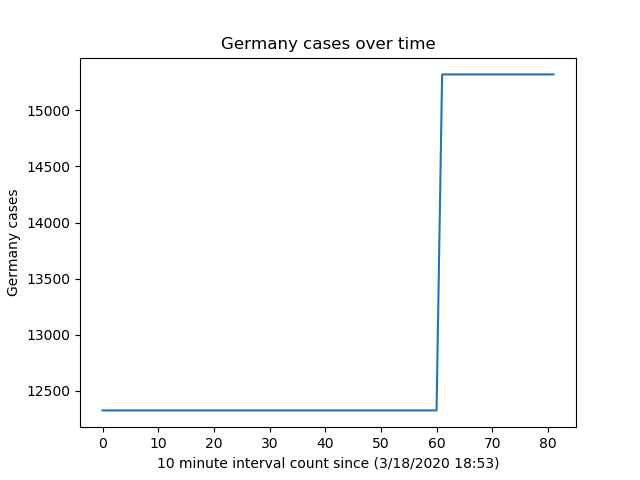 Germany cases over time
15000
14500
14000
13500
13000
12500
Germany cases
0 10 20 30 40 50 60 70 80
10 minute interval count since (3/18/2020 18:53)